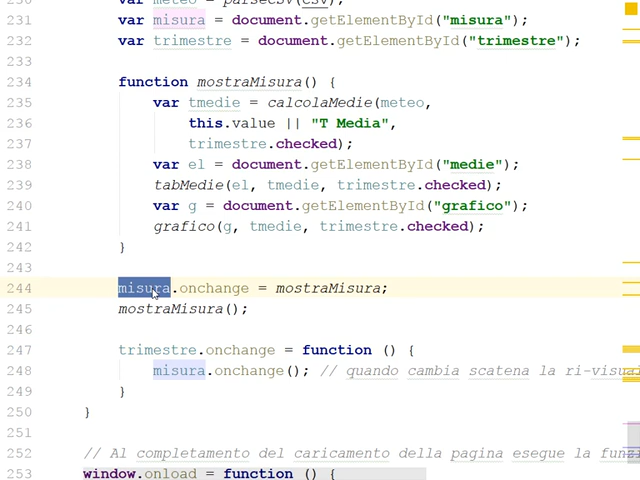 230 var meteo = parseCSV(CSV);
231 var misura = document.getElementById("misura");
232 var trimestre = document.getElementById("trimestre");
233
234 function mostraMisura() {
235 var tmedie = calcolaMedie(meteo,
236 this.value || "T Media",
237 trimestre.checked);
238 var el = document.getElementById("medie");
239 tabMedie(el, tmedie, trimestre.checked);
240 var g = document.getElementById("grafico");
241 grafico(g, tmedie, trimestre.checked);
242 }
243
244 misura.onchange = mostraMisura;
245 mostraMisura();
246
247 trimestre.onchange = function () {
248 misura.onchange(); // quando cambia scatena la ri-visual
249 }
250 }
251
252 // Al completamento del caricamento della pagina esegue la funzi
253 window.onload = function () {